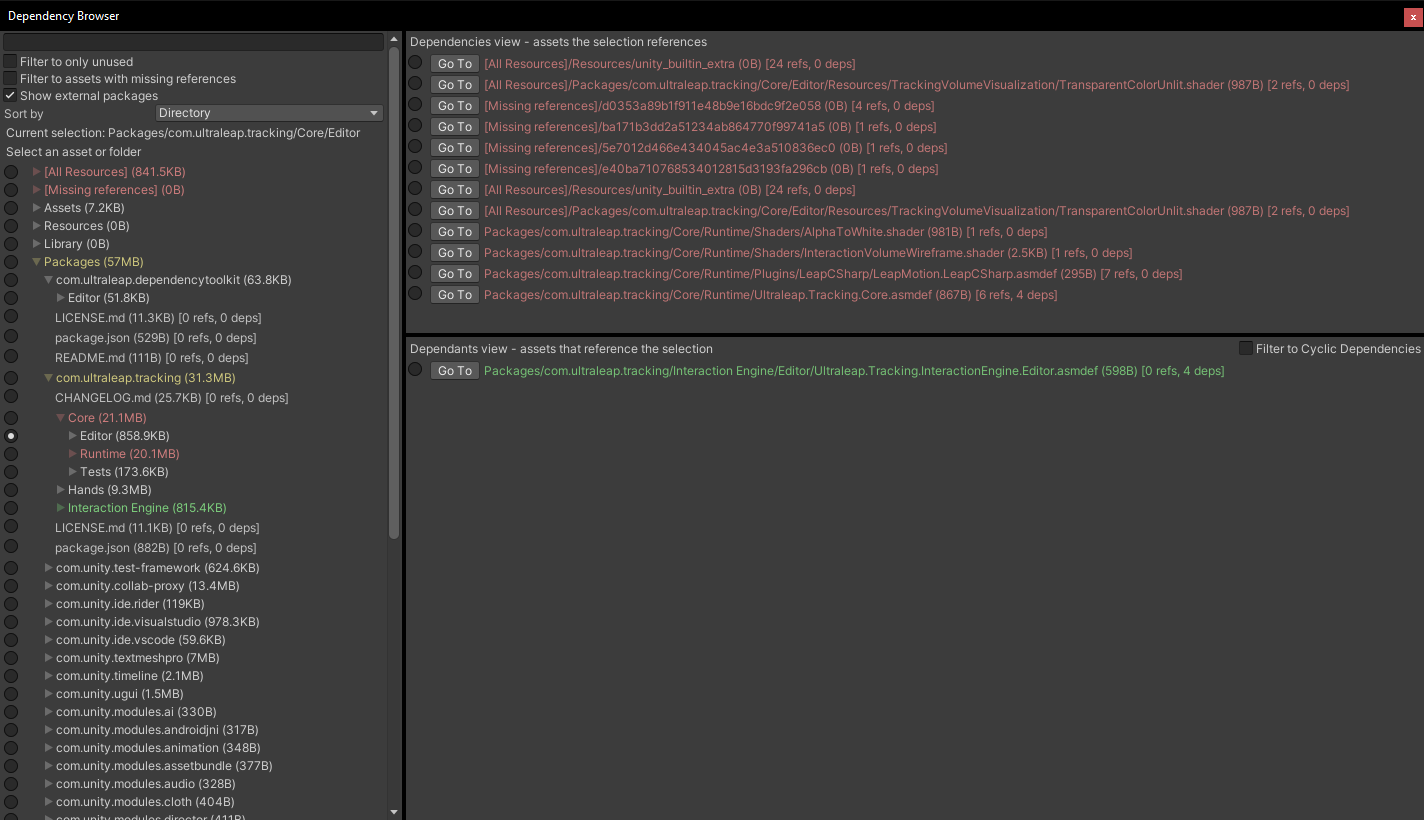 Dependency Browser
x
Filter to only unused
Filter to assets with missing references
Show external packages
Sort by Directory
Current selection: Packages/com.ultraleap.tracking/Core/Editor
Select an asset or folder
[All Resources] (841.5KB)
[Missing references] (0B)
Assets (7.2KB)
Resources (0B)
Library (0B)
Packages (57MB)
com.ultraleap.dependencytoolkit (63.8KB)
Editor (51.8KB)
LICENSE.md (11.3KB) [0 refs, 0 deps]
package.json (529B) [0 refs, 0 deps]
README.md (111B) [0 refs, 0 deps]
com.ultraleap.tracking (31.3MB)
CHANGELOG.md (25.7KB) [0 refs, 0 deps]
Core (21.1MB)
Editor (858.9KB)
Runtime (20.1MB)
Tests (173.6KB)
Hands (9.3MB)
Interaction Engine (815.4KB)
LICENSE.md (11.1KB) [0 refs, 0 deps]
package.json (882B) [0 refs, 0 deps]
com.unity.test-framework (624.6KB)
com.unity.collab-proxy (13.4MB)
com.unity.ide.rider (119KB)
com.unity.ide.visualstudio (978.3KB)
com.unity.ide.vscode (59.6KB)
com.unity.textmeshpro (7MB)
com.unity.timeline (2.1MB)
com.unity.ugui (1.5MB)
com.unity.modules.ai (330B)
com.unity.modules.androidjni (317B)
com.unity.modules.animation (348B)
com.unity.modules.assetbundle (377B)
com.unity.modules.audio (328B)
com.unity.modules.cloth (404B)
com.unity.modules.director (411B)
Dependencies view - assets the selection references
Go To [All Resources]/Resources/unity_builtin_extra (0B) [24 refs, 0 deps]
Go To [All Resources]/Packages/com.ultraleap.tracking/Core/Editor/Resources/TrackingVolumeVisualization/TransparentColorUnlit.shader (987B) [2 refs, 0 deps]
Go To [Missing references]/d0353a89b1f911e48b9e16bdc9f2e058 (0B) [4 refs, 0 deps]
Go To [Missing references]/ba171b3dd2a51234ab864770f99741a5 (0B) [1 refs, 0 deps]
Go To [Missing references]/5e7012d466e434045ac4e3a510836ec0 (0B) [1 refs, 0 deps]
Go To [Missing references]/e40ba710768534012815d3193fa296cb (0B) [1 refs, 0 deps]
Go To [All Resources]/Resources/unity_builtin_extra (0B) [24 refs, 0 deps]
Go To [All Resources]/Packages/com.ultraleap.tracking/Core/Editor/Resources/TrackingVolumeVisualization/TransparentColorUnlit.shader (987B) [2 refs, 0 deps]
Go To Packages/com.ultraleap.tracking/Core/Runtime/Shaders/AlphaToWhite.shader (981B) [1 refs, 0 deps]
Go To Packages/com.ultraleap.tracking/Core/Runtime/Shaders/InteractionVolumeWireframe.shader (2.5KB) [1 refs, 0 deps]
Go To Packages/com.ultraleap.tracking/Core/Runtime/Plugins/LeapCSharp/LeapMotion.LeapCSharp.asmdef (295B) [7 refs, 0 deps]
Go To Packages/com.ultraleap.tracking/Core/Runtime/Ultraleap.Tracking.Core.asmdef (867B) [6 refs, 4 deps]
Dependants view - assets that reference the selection Filter to Cyclic Dependencies
Go To Packages/com.ultraleap.tracking/Interaction Engine/Editor/Ultraleap.Tracking.InteractionEngine.Editor.asmdef (598B) [0 refs, 4 deps]